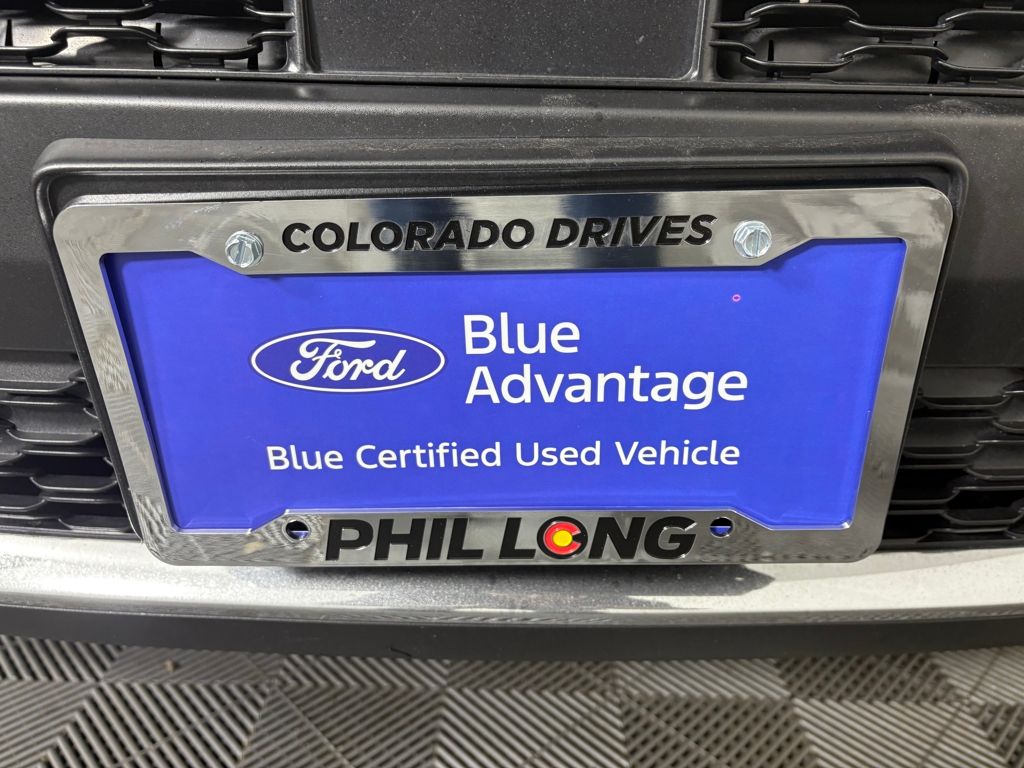 COLORADO DRIVES
Ford
Blue
Advantage
Blue Certified Used Vehicle
PHIL LONG